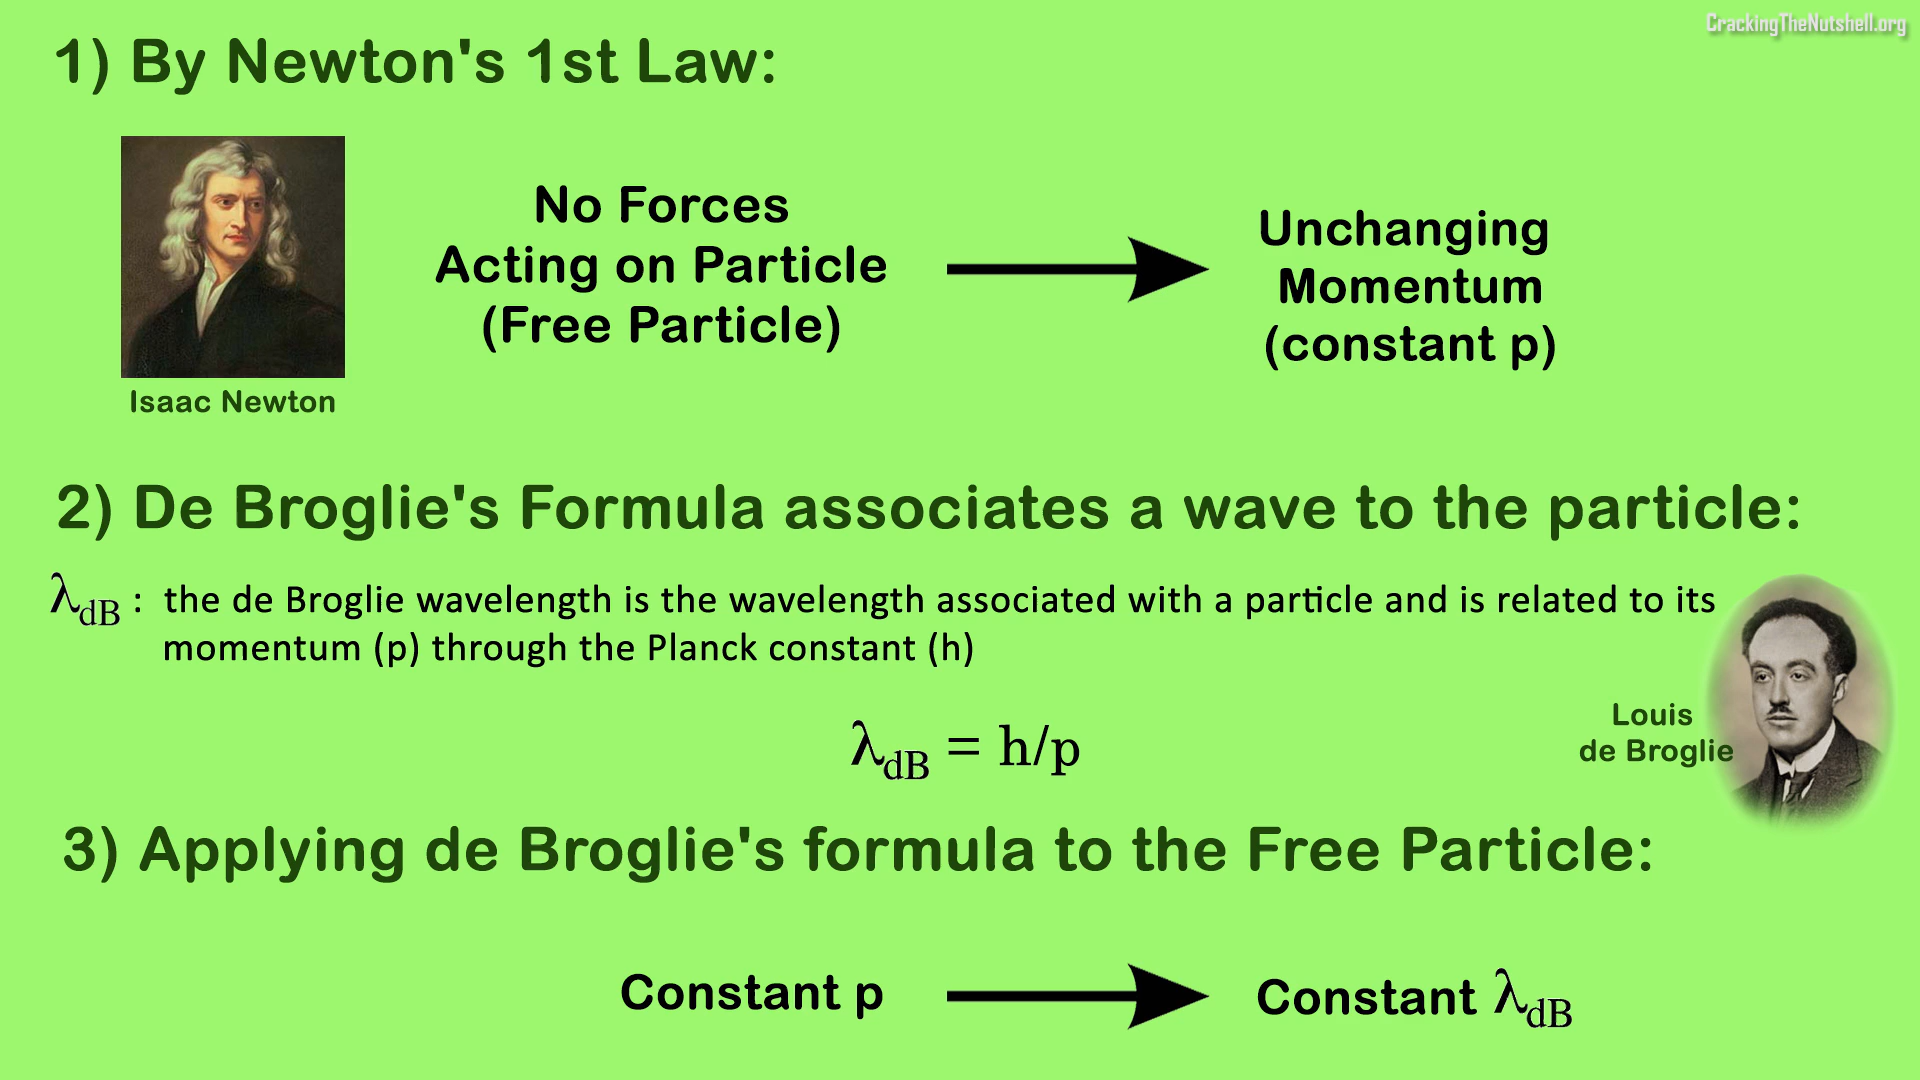 CrackingTheNutshell.org
1) By Newton's 1st Law:
No Forces
Acting on Particle
(Free Particle)
Unchanging
Momentum
(constant p)
Isaac Newton
2) De Broglie's Formula associates a wave to the particle:
λdB : the de Broglie wavelength is the wavelength associated with a particle and is related to its
momentum (p) through the Planck constant (h)
Louis
de Broglie
λdB = h/p
3) Applying de Broglie's formula to the Free Particle:
Constant p
Constant λdB